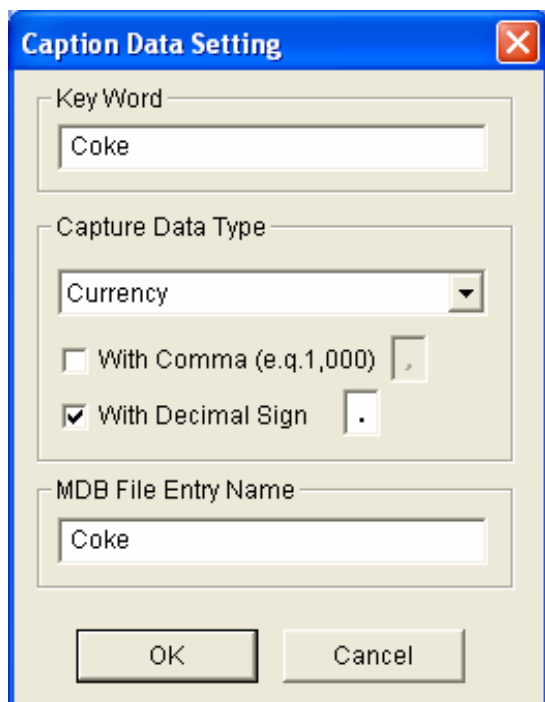 Caption Data Setting
Key Word
Coke
Capture Data Type
Currency
With Comma (e.q.1,000) ,
With Decimal Sign .
MDB File Entry Name
Coke
OK Cancel